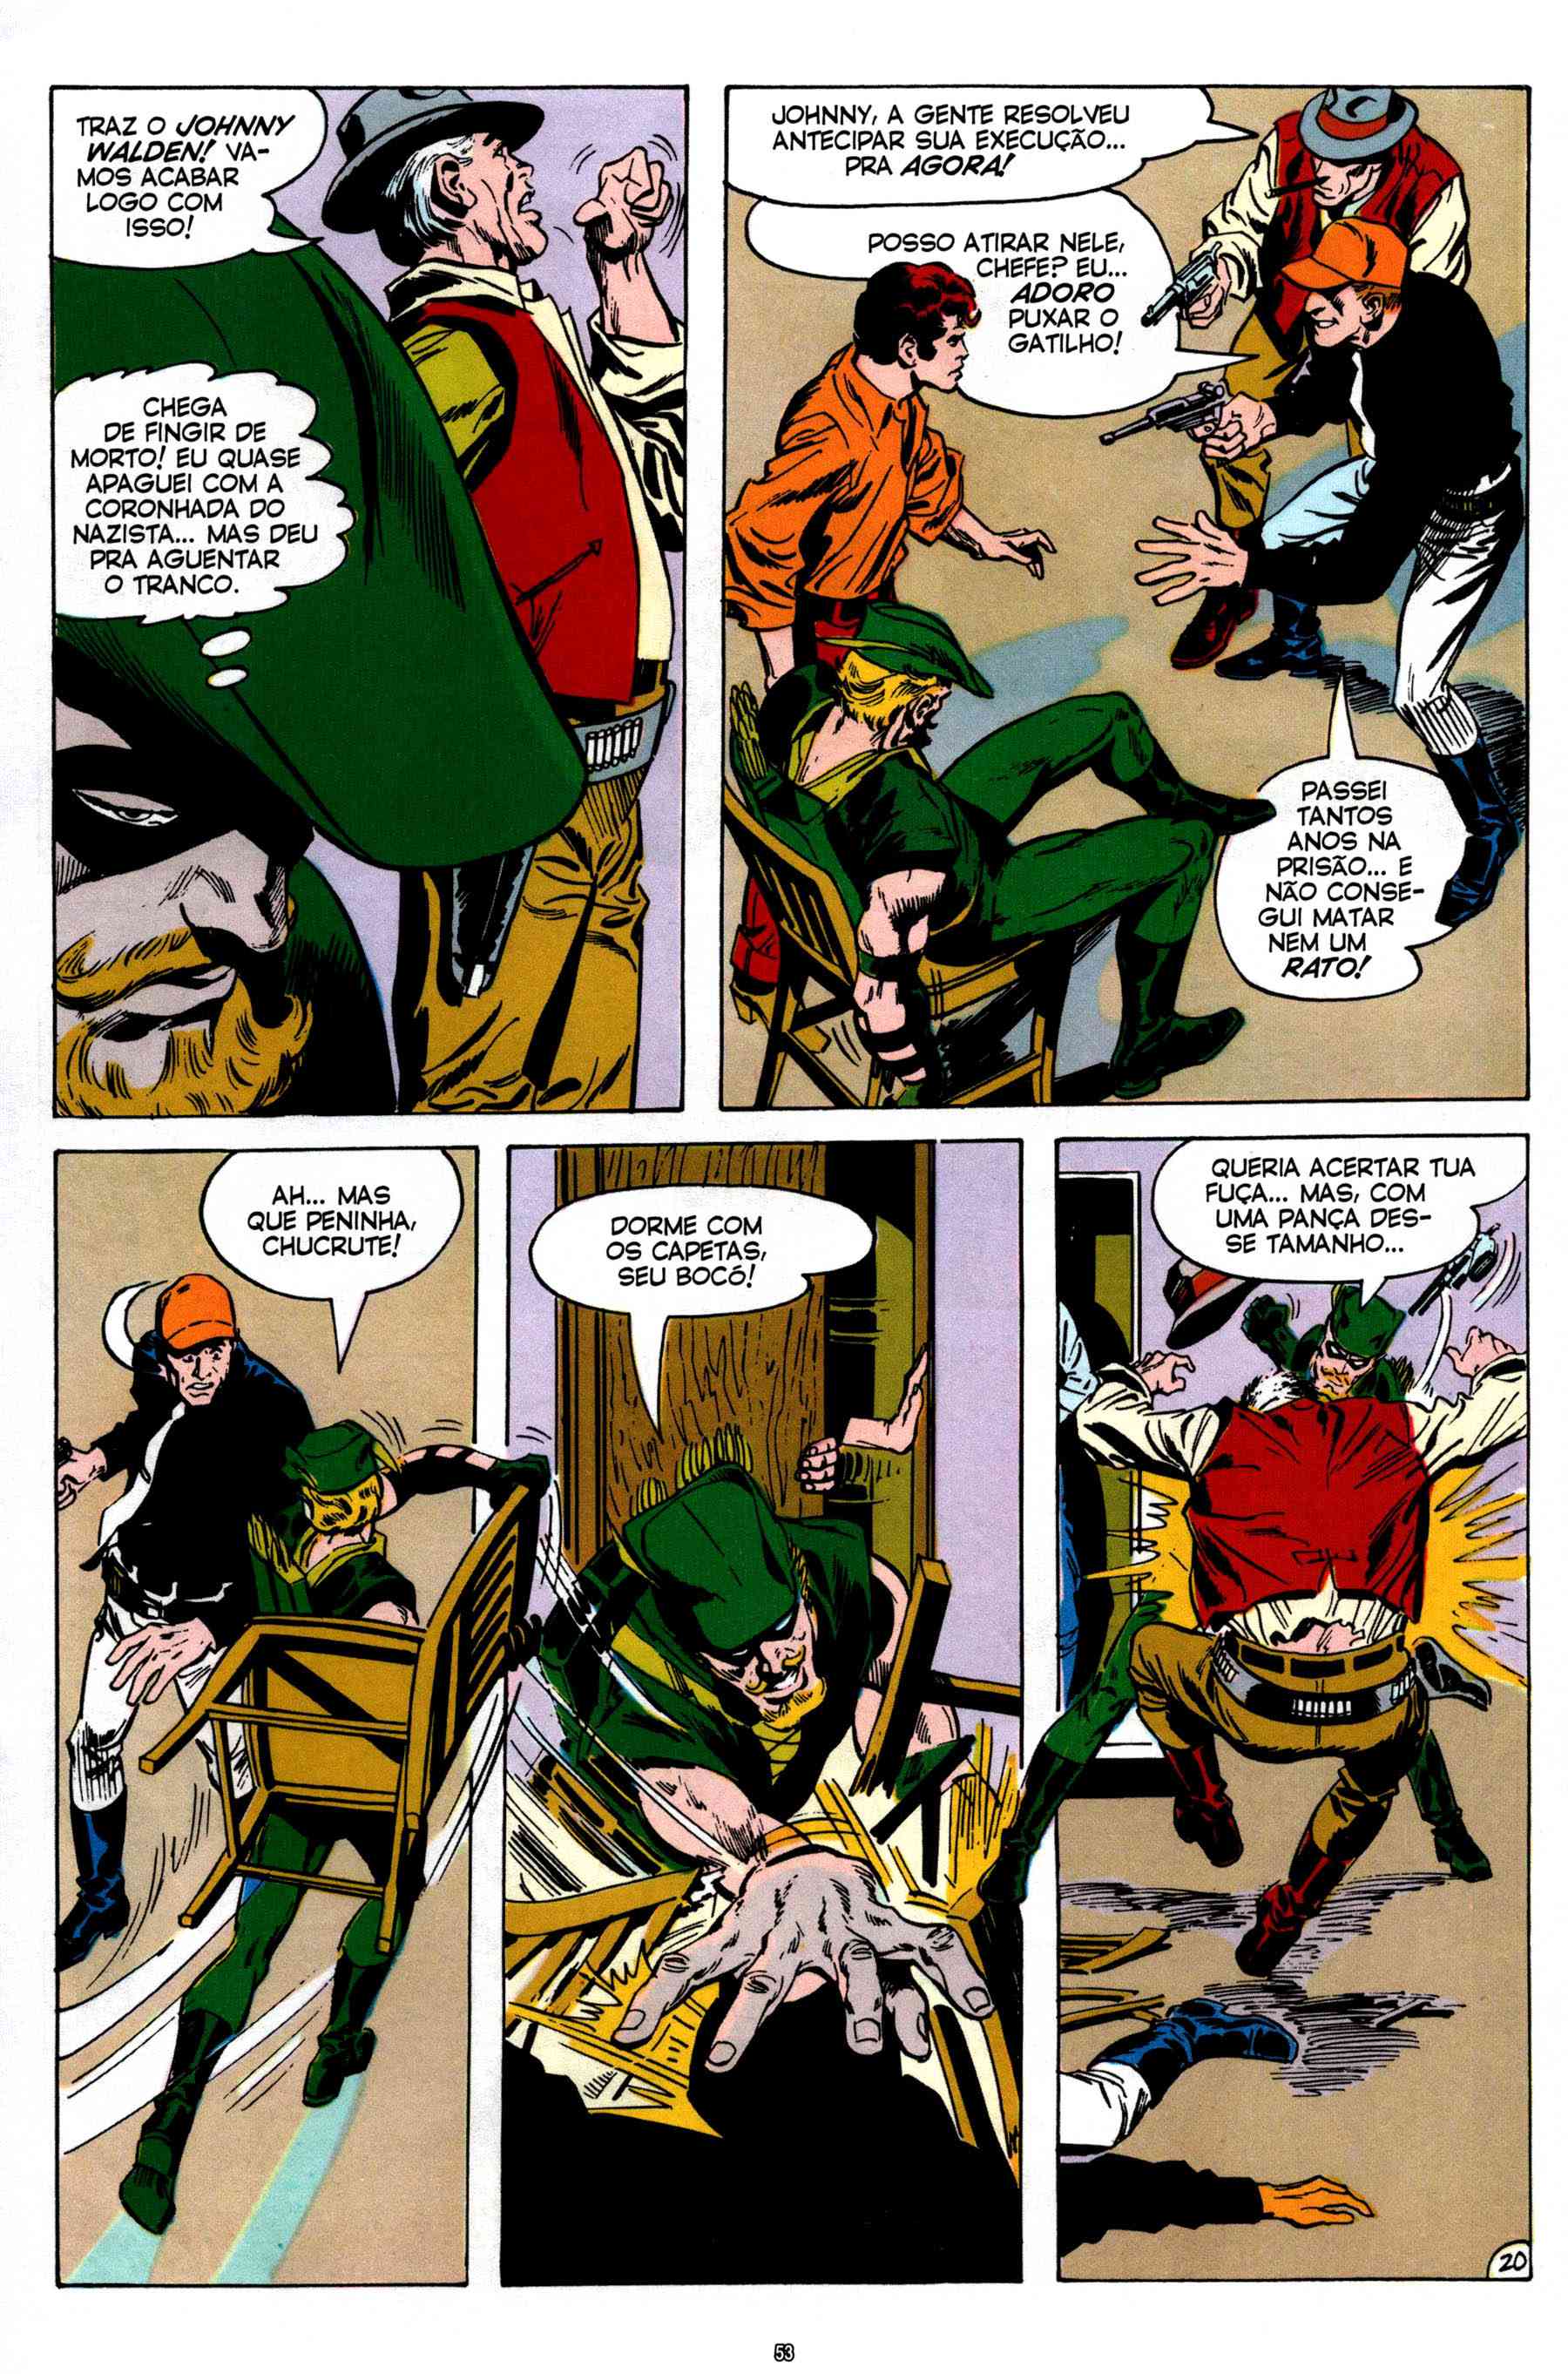 TRAZ O JOHNNY
WALDEN! VA-
MOS ACABAR
LOGO COM
ISSO!
CHEGA
DE FINGIR DE
MORTO! EU QUASE
APAGUEI COM A
CORONHADA DO
NAZISTA... MAS DEU
PRA AGUENTAR
O TRANCO.
JOHNNY, A GENTE RESOLVEU
ANTECIPAR SUA EXECUÇÃO...
PRA AGORA!
POSSO ATIRAR NELE,
CHEFE? EU...
ADORO
PUXAR O
GATILHO!
PASSEI
TANTOS
ANOS NA
PRISÃO... E
NÃO CONSE-
GUI MATAR
NEM UM
RATO!
AH... MAS
QUE PENINHA,
CHUCRUTE!
DORME COM
OS CAPETAS,
SEU BOCÓ!
QUERIA ACERTAR TUA
FUÇA... MAS, COM
UMA PANÇA DES-
SE TAMANHO...
20
53